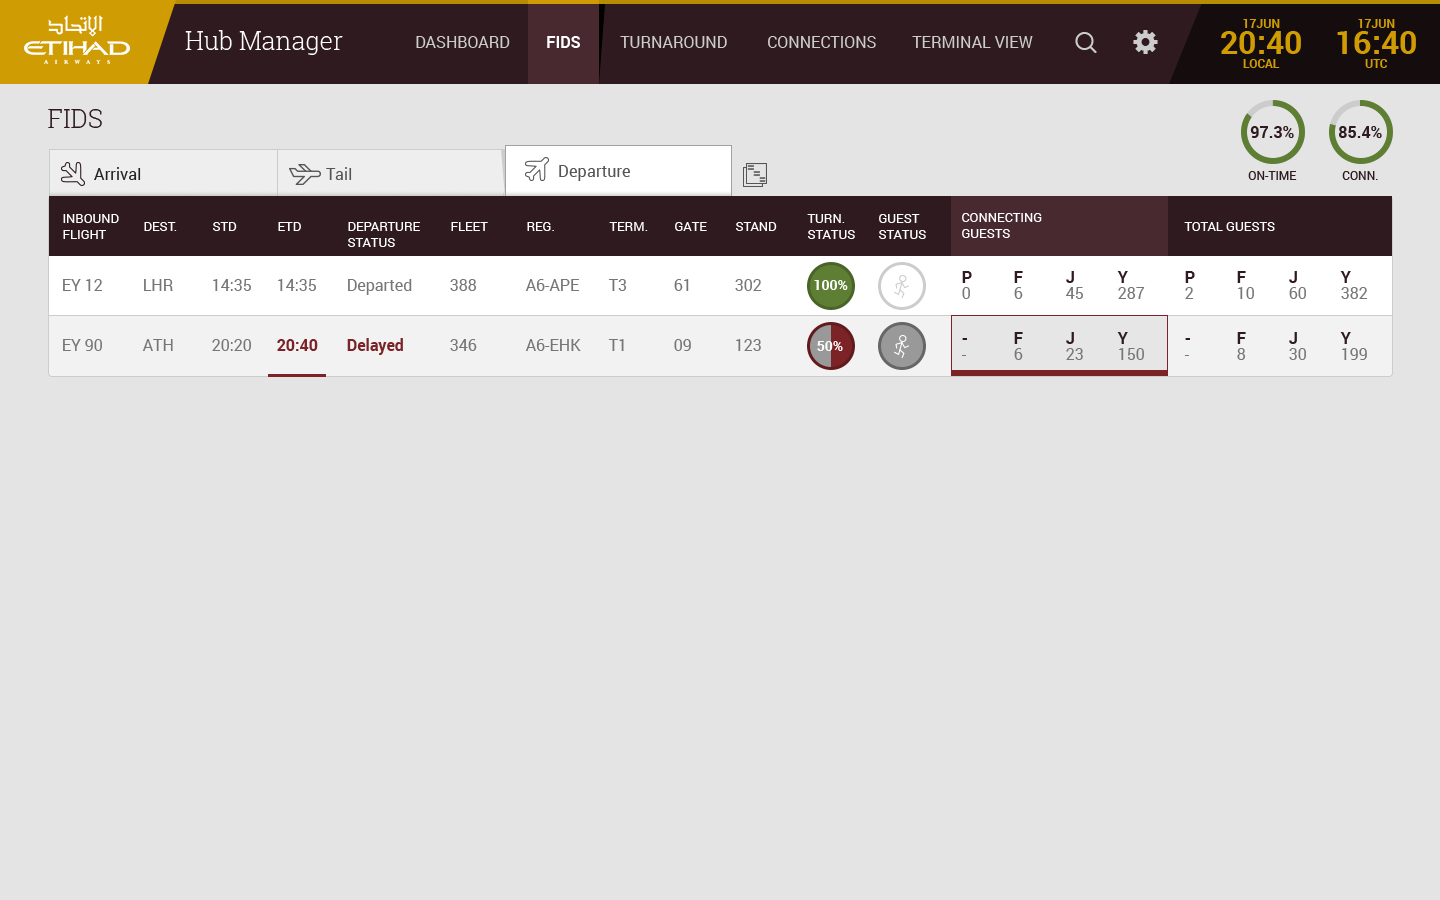 الإتحاد
ETIHAD
AIRWAYS
Hub Manager
DASHBOARD
FIDS
TURNAROUND
CONNECTIONS
TERMINAL VIEW
17JUN
20:40
LOCAL
17JUN
16:40
UTC
FIDS
97.3%
ON-TIME
85.4%
CONN.
Arrival
Tail
Departure
INBOUND FLIGHT DEST. STD ETD DEPARTURE STATUS FLEET REG. TERM. GATE STAND TURN. STATUS GUEST STATUS CONNECTING GUESTS TOTAL GUESTS
P F J Y P F J Y
EY 12 LHR 14:35 14:35 Departed 388 A6-APE T3 61 302 100%
0 6 45 287 2 10 60 382
- F J Y - F J Y
EY 90 ATH 20:20 20:40 Delayed 346 A6-EHK T1 09 123 50%
- 6 23 150 - 8 30 199